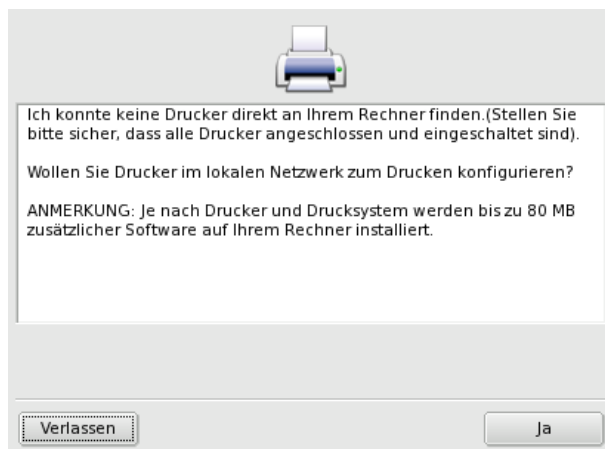 Ich konnte keine Drucker direkt an Ihrem Rechner finden.(Stellen Sie
bitte sicher, dass alle Drucker angeschlossen und eingeschaltet sind).
Wollen Sie Drucker im lokalen Netzwerk zum Drucken konfigurieren?
ANMERKUNG: Je nach Drucker und Drucksystem werden bis zu 80 MB
zusätzlicher Software auf Ihrem Rechner installiert.
Verlassen
Ja